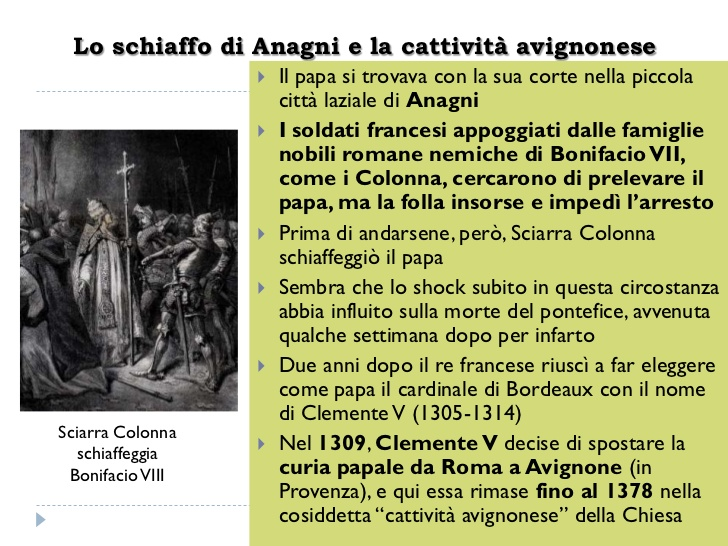 Lo schiaffo di Anagni e la cattività avignonese
Il papa si trovava con la sua corte nella piccola
città laziale di Anagni
I soldati francesi appoggiati dalle famiglie
nobili romane nemiche di Bonifacio VII,
come i Colonna, cercarono di prelevare il
papa, ma la folla insorse e impedì l'arresto
Prima di andarsene, però, Sciarra Colonna
schiaffeggiò il papa
Sembra che lo shock subito in questa circostanza
abbia influito sulla morte del pontefice, avvenuta
qualche settimana dopo per infarto
Due anni dopo il re francese riuscì a far eleggere
come papa il cardinale di Bordeaux con il nome
di Clemente V (1305-1314)
Nel 1309, Clemente V decise di spostare la
curia papale da Roma a Avignone (in
Provenza), e qui essa rimase fino al 1378 nella
cosiddetta “cattività avignonese” della Chiesa
Sciarra Colonna
schiaffeggia
Bonifacio VIII